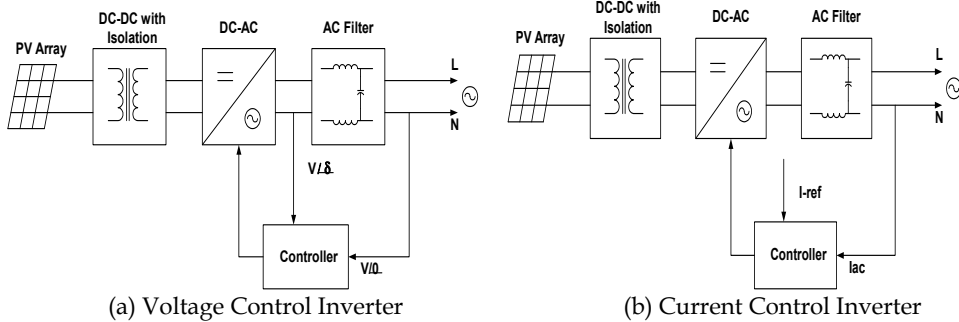 DC-DC with
Isolation
DC-AC
AC Filter
PV Array
L
N
V/δ
Controller
V/0
(a) Voltage Control Inverter
DC-DC with
Isolation
DC-AC
AC Filter
PV Array
L
N
I-ref
Controller
Iac
(b) Current Control Inverter